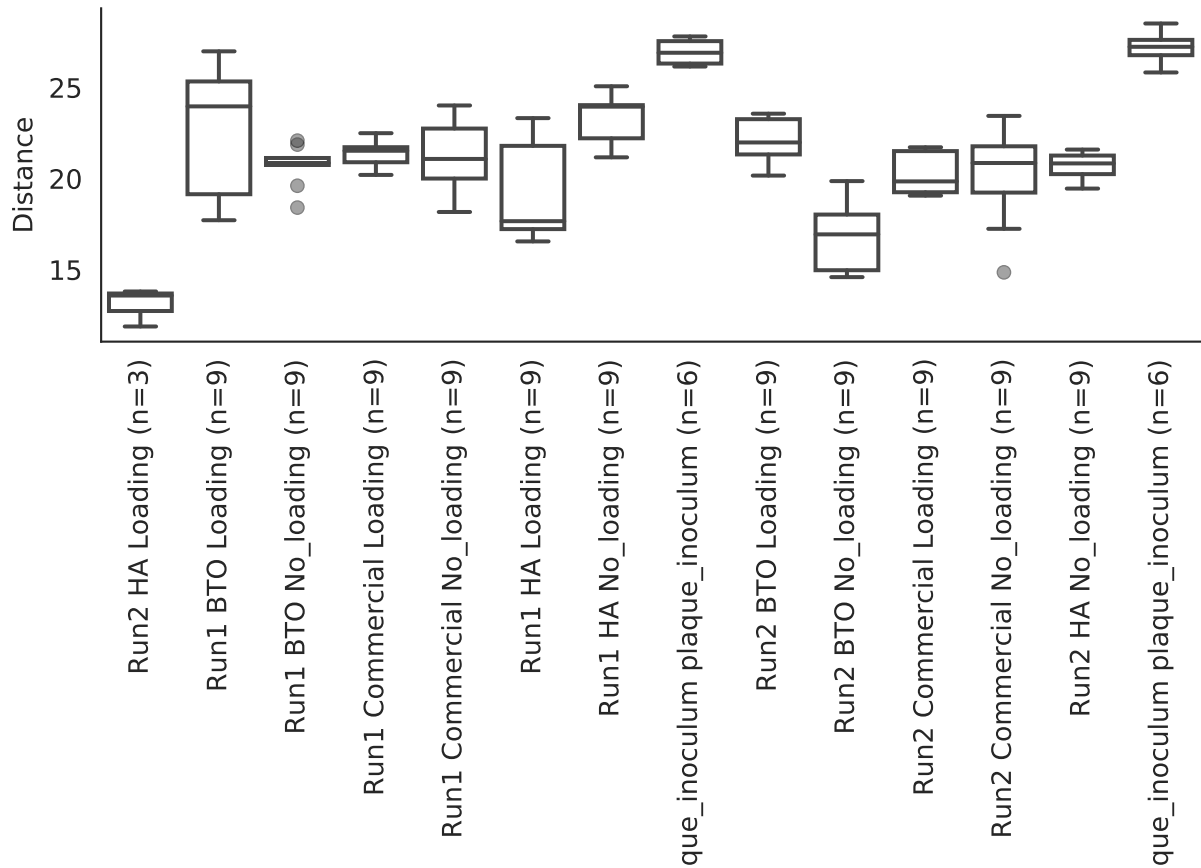 Distance
25
20
15
Run2 HA Loading (n=3)
Run1 BTO Loading (n=9)
Run1 BTO No_loading (n=9)
Run1 Commercial Loading (n=9)
Run1 Commercial No_loading (n=9)
Run1 HA Loading (n=9)
Run1 HA No_loading (n=9)
que_inoculum plaque_inoculum (n=6)
Run2 BTO Loading (n=9)
Run2 BTO No_loading (n=9)
Run2 Commercial Loading (n=9)
Run2 Commercial No_loading (n=9)
Run2 HA No_loading (n=9)
que_inoculum plaque_inoculum (n=6)